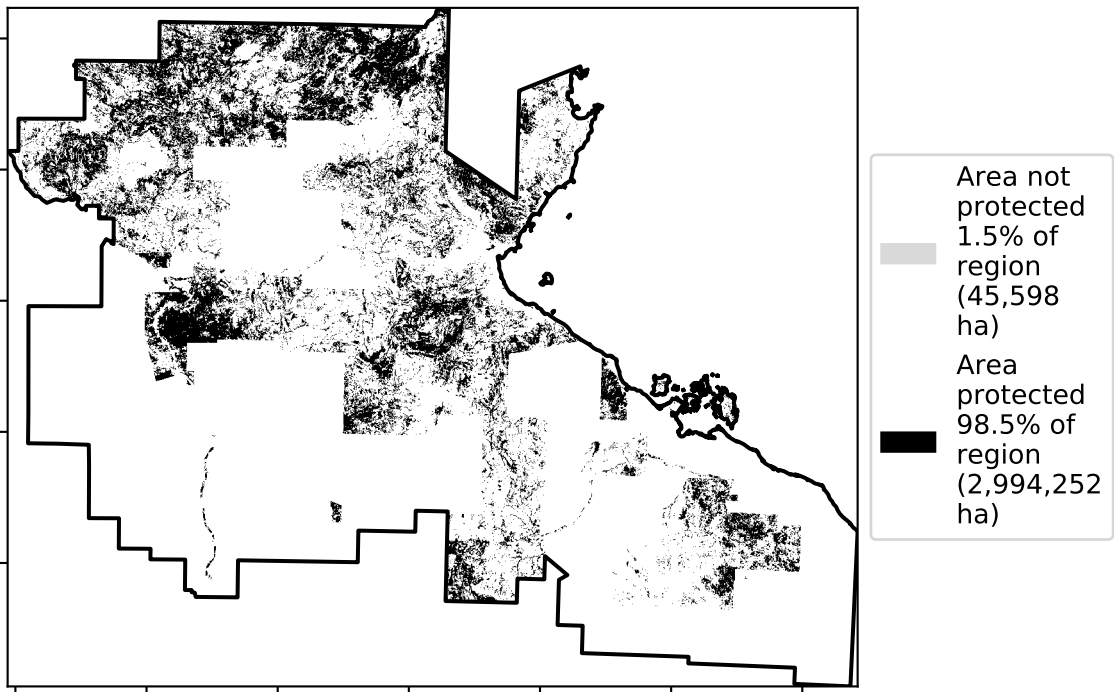 Area not
protected
1.5% of
region
(45,598
ha)
Area
protected
98.5% of
region
(2,994,252
ha)